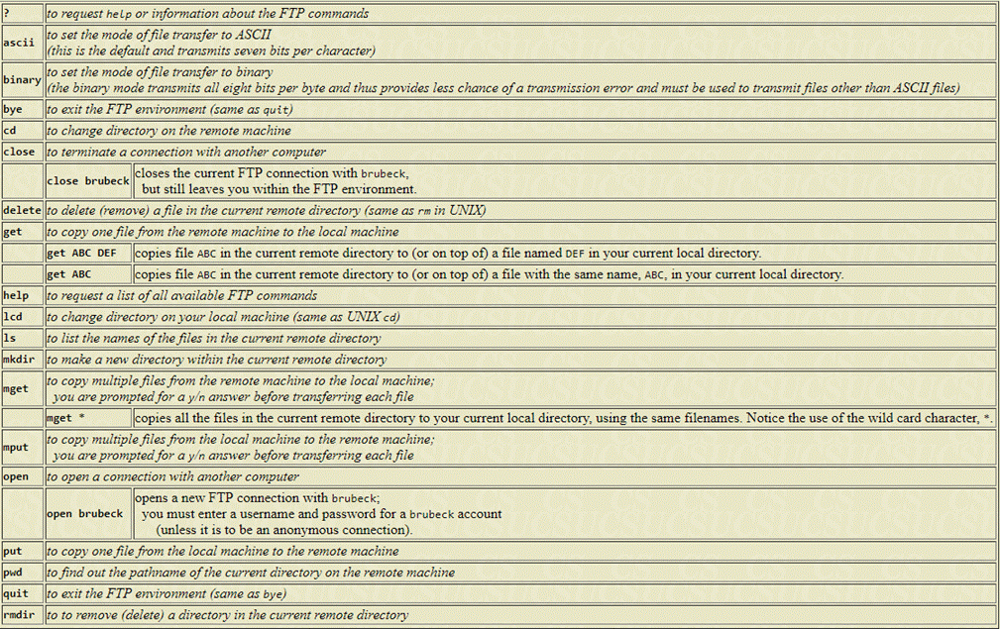 ? to request help or information about the FTP commands
ascii to set the mode of file transfer to ASCII
(this is the default and transmits seven bits per character)
binary to set the mode of file transfer to binary
(the binary mode transmits all eight bits per byte and thus provides less chance of a transmission error and must be used to transmit files other than ASCII files)
bye to exit the FTP environment (same as quit)
cd to change directory on the remote machine
close to terminate a connection with another computer
close brubeck closes the current FTP connection with brubeck,
but still leaves you within the FTP environment.
delete to delete (remove) a file in the current remote directory (same as rm in UNIX)
get to copy one file from the remote machine to the local machine
get ABC DEF copies file ABC in the current remote directory to (or on top of) a file named DEF in your current local directory.
get ABC copies file ABC in the current remote directory to (or on top of) a file with the same name, ABC, in your current local directory.
help to request a list of all available FTP commands
lcd to change directory on your local machine (same as UNIX cd)
ls to list the names of the files in the current remote directory
mkdir to make a new directory within the current remote directory
mget to copy multiple files from the remote machine to the local machine;
you are prompted for a y/n answer before transferring each file
mget * copies all the files in the current remote directory to your current local directory, using the same filenames. Notice the use of the wild card character, *.
mput to copy multiple files from the local machine to the remote machine;
you are prompted for a y/n answer before transferring each file
open to open a connection with another computer
open brubeck opens a new FTP connection with brubeck;
you must enter a username and password for a brubeck account
(unless it is to be an anonymous connection).
put to copy one file from the local machine to the remote machine
pwd to find out the pathname of the current directory on the remote machine
quit to exit the FTP environment (same as bye)
rmdir to to remove (delete) a directory in the current remote directory